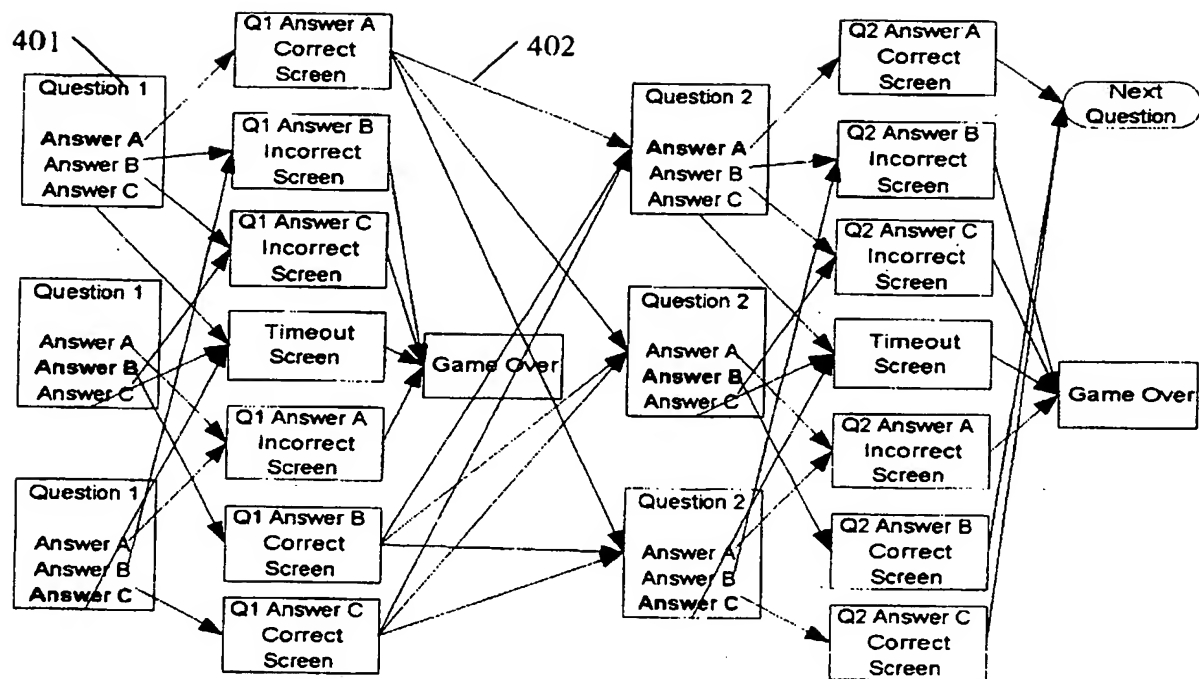 401
Question 1
Answer A
Answer B
Answer C
Question 1
Answer A
Answer B
Answer C
Question 1
Answer A
Answer B
Answer C
Q1 Answer A
Correct
Screen
Q1 Answer B
Incorrect
Screen
Q1 Answer C
Incorrect
Screen
Timeout
Screen
Q1 Answer A
Incorrect
Screen
Q1 Answer B
Correct
Screen
Q1 Answer C
Correct
Screen
Game Over
402
Question 2
Answer A
Answer B
Answer C
Question 2
Answer A
Answer B
Answer C
Question 2
Answer A
Answer B
Answer C
Q2 Answer A
Correct
Screen
Q2 Answer B
Incorrect
Screen
Q2 Answer C
Incorrect
Screen
Timeout
Screen
Q2 Answer A
Incorrect
Screen
Q2 Answer B
Correct
Screen
Q2 Answer C
Correct
Screen
Next
Question
Game Over